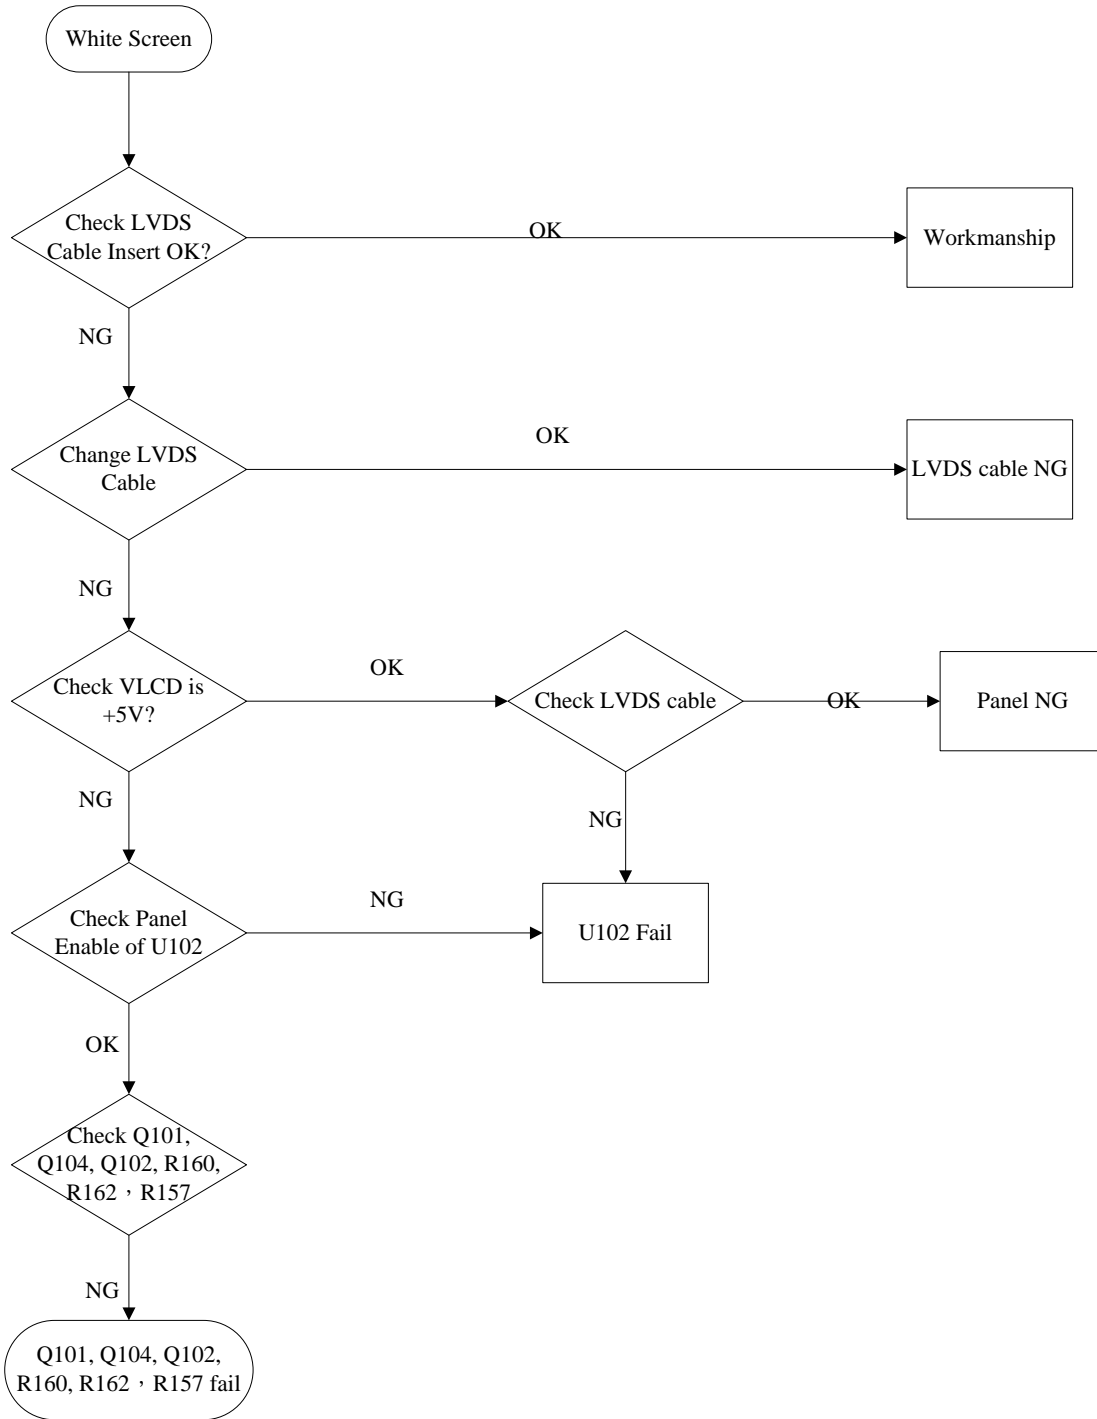 White Screen
Check LVDS
Cable Insert OK?
OK
Workmanship
NG
Change LVDS
Cable
OK
LVDS cable NG
NG
Check VLCD is
+5V?
OK
Check LVDS cable
OK
Panel NG
NG
NG
Check Panel
Enable of U102
NG
U102 Fail
OK
Check Q101,
Q104, Q102, R160,
R162，R157
NG
Q101, Q104, Q102,
R160, R162，R157 fail